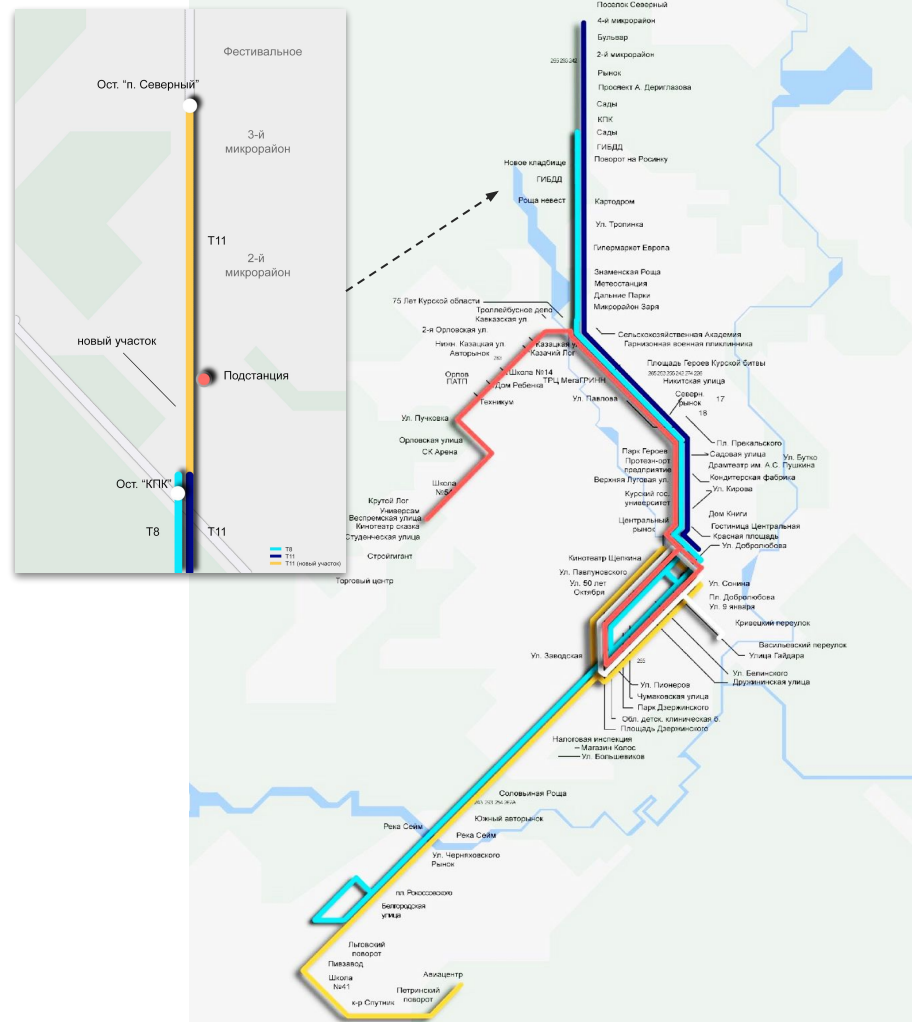 Фестивальное
Ост. “п. Северный”
3-й
микрорайон
T11
2-й
микрорайон
новый участок
Подстанция
Ост. “КПК”
T8
T11
T8
T11
T11 (новый участок)
Поселок Северный
4-й микрорайон
Бульвар
2-й микрорайон
Рынок
Проспект А. Дериглазова
Сады
КПК
Сады
ГИБДД
Поворот на Росинку
Новое кладбище
ГИБДД
Роща невест
Картодром
Ул. Тропинка
Гипермаркет Европа
Знаменская Роща
Метеостанция
Дальние Парки
Микрорайон Заря
75 Лет Курской области
Троллейбусное депо
Кавказская ул.
2-я Орловская ул.
Нижн. Казацкая ул.
Авторынок
Казацкая ул.
Казачий Лог
Сельскохозяйственная Академия
Гарнизонная военная пликлинника
Площадь Героев Курской битвы
Никитская улица
Орлов
ПАТП
Школа №14
Дом Ребенка
ТРЦ МегаГРИНН
Техникум
Ул. Павлова
Северн.
рынок
17
18
Ул. Пучковка
Орловская улица
СК Арена
Пл. Прекальского
Садовая улица
Ул. Бутко
Драмтеатр им. А.С. Пушкина
Парк Героев
Протезн-орт
предприятие
Верхняя Луговая ул.
Кондитерская фабрика
Ул. Кирова
Школа
Курский гос.
университет
Крутой Лог
Универсам
Веспремская улица
Кинотеатр сказка
Студенческая улица
Центральный
рынок
Дом Книги
Гостиница Центральная
Красная площадь
Ул. Добролюбова
Стройгигант
Торговый центр
Кинотеатр Щепкина
Ул. Павлуновского
Ул. 50 лет
Октября
Ул. Сонина
Пл. Добролюбова
Ул. 9 января
Кривецкий переулок
Васильевский переулок
Улица Гайдара
Ул. Заводская
255
Ул. Белинского
Дружининская улица
Ул. Пионеров
Чумаковская улица
Парк Дзержинского
Обл. детск. клиническая б.
Площадь Дзержинского
Налоговая инспекция
Магазин Колос
Ул. Большевиков
Соловьиная Роща
Южный авторынок
Река Сейм
Река Сейм
Ул. Черняховского
Рынок
пл. Рокоссовского
Белгородская
улица
Льговский
поворот
Пивзавод
Школа
№41
к-р Спутник
Авиацентр
Петринский
поворот